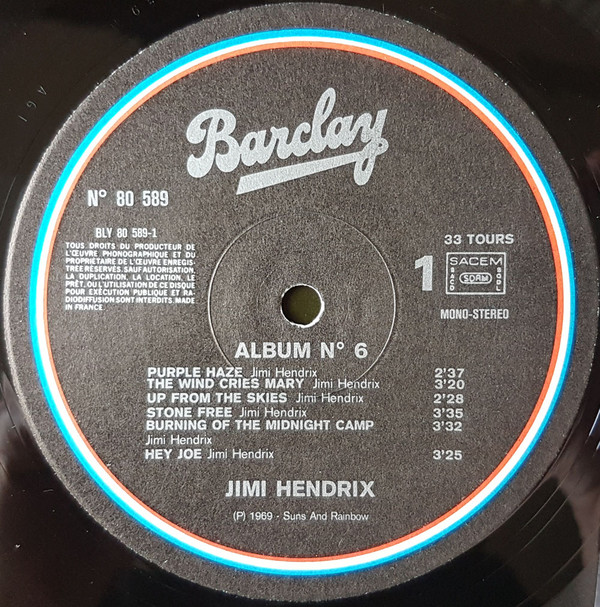 Barclay
N° 80 589
BLY 80 589-1
TOUS DROITS DU PRODUCTEUR DE
L'ŒUVRE PHONOGRAPHIQUE ET DU
PROPRIETAIRE DE L'ŒUVRE ENREGIS-
TREE RESERVES. SAUF AUTORISATION,
LA DUPLICATION, LA LOCATION, LE
PRÊT, OU L'UTILISATION DE CE DISQUE
POUR EXÉCUTION PUBLIQUE ET RA-
DIODIFFUSION SONT INTERDITS. MADE
IN FRANCE
33 TOURS
1
SACEM
SACD
SDRM
SGDL
MONO-STEREO
ALBUM N° 6
PURPLE HAZE Jimi Hendrix 2'37
THE WIND CRIES MARY Jimi Hendrix 3'20
UP FROM THE SKIES Jimi Hendrix 2'28
STONE FREE Jimi Hendrix 3'35
BURNING OF THE MIDNIGHT CAMP 3'32
Jimi Hendrix
HEY JOE Jimi Hendrix 3'25
JIMI HENDRIX
(P) 1969 - Suns And Rainbow